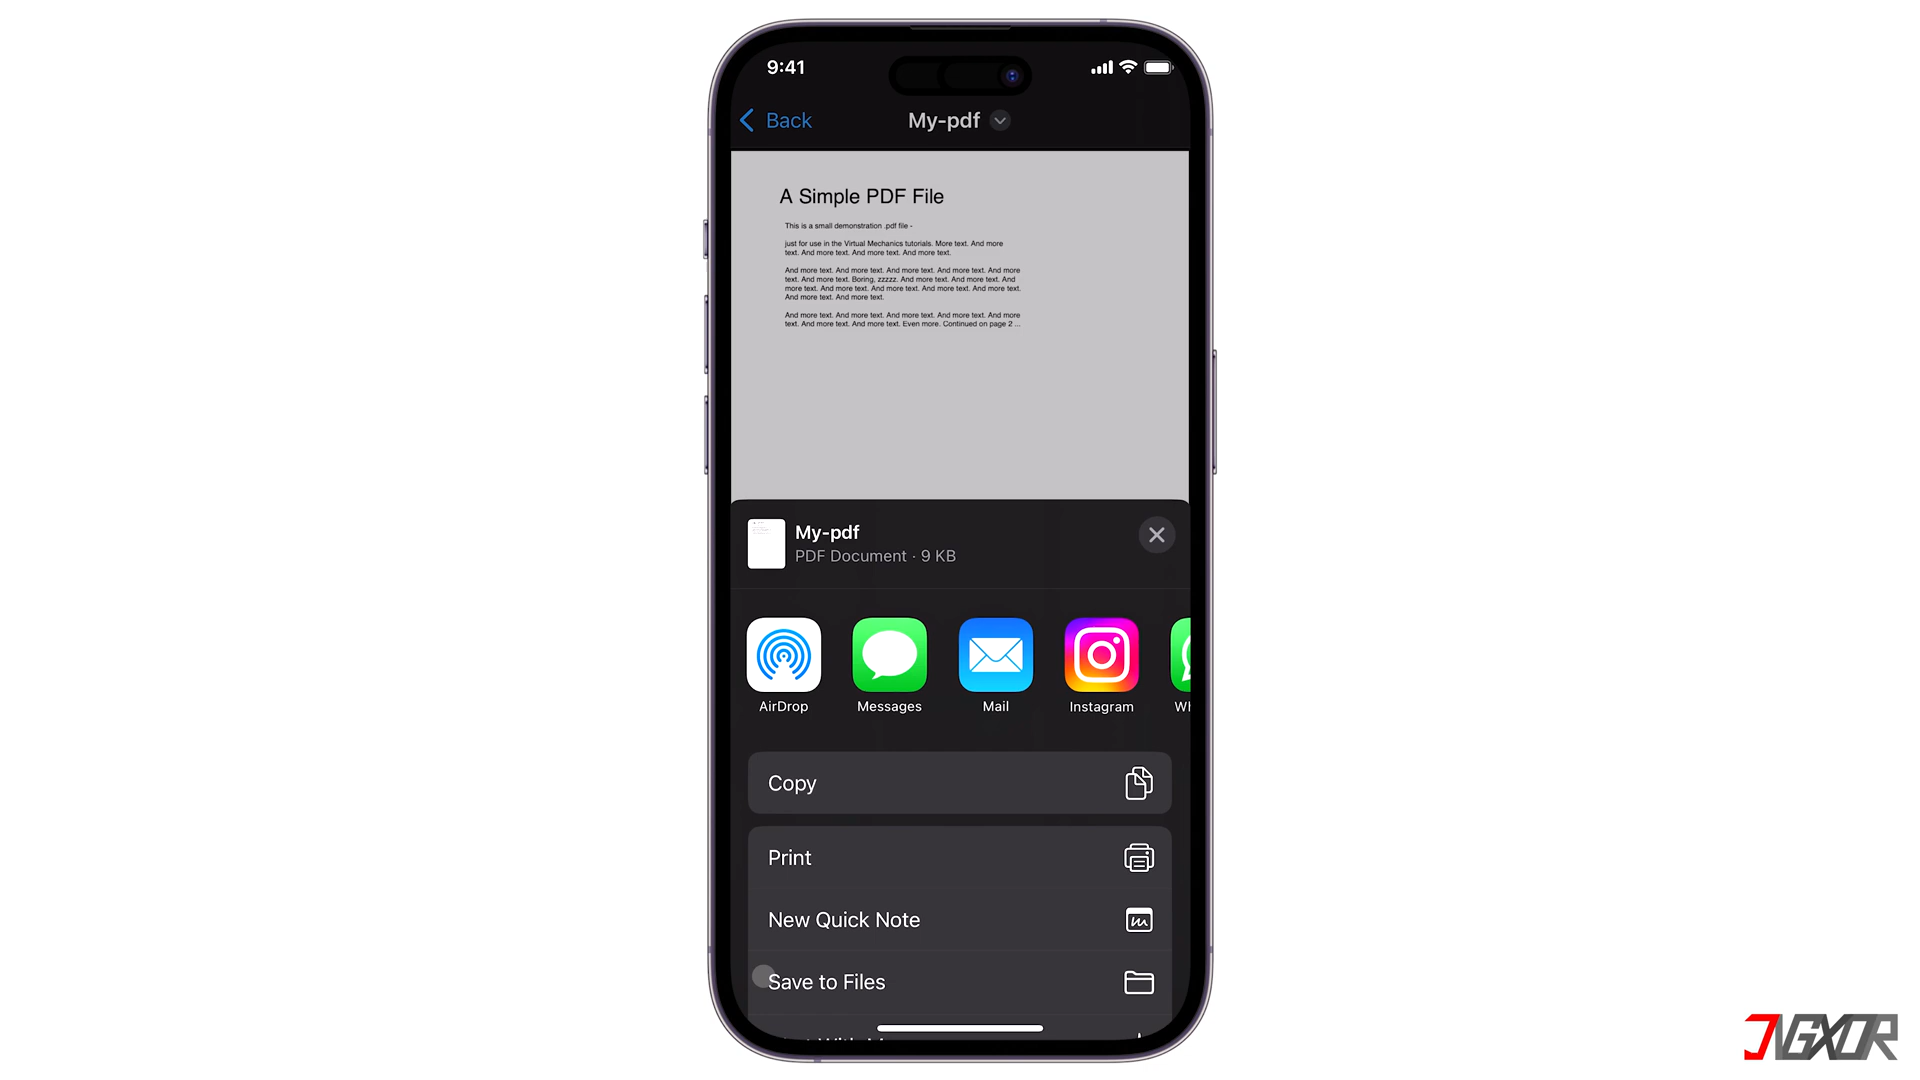 9:41
Back
My-pdf
A Simple PDF File
This is a small demonstration .pdf file -
just for use in the Virtual Mechanics tutorials. More text. And more
text. And more text. And more text. And more text.
And more text. And more text. And more text. And more text. And more
text. And more text. Boring, zzzzz. And more text. And more text. And
more text. And more text. And more text. And more text. And more text.
And more text. And more text.
And more text. And more text. And more text. And more text. And more
text. And more text. And more text. Even more. Continued on page 2 ...
My-pdf
PDF Document · 9 KB
AirDrop
Messages
Mail
Instagram
Wh
Copy
Print
New Quick Note
Save to Files
JIGXOR